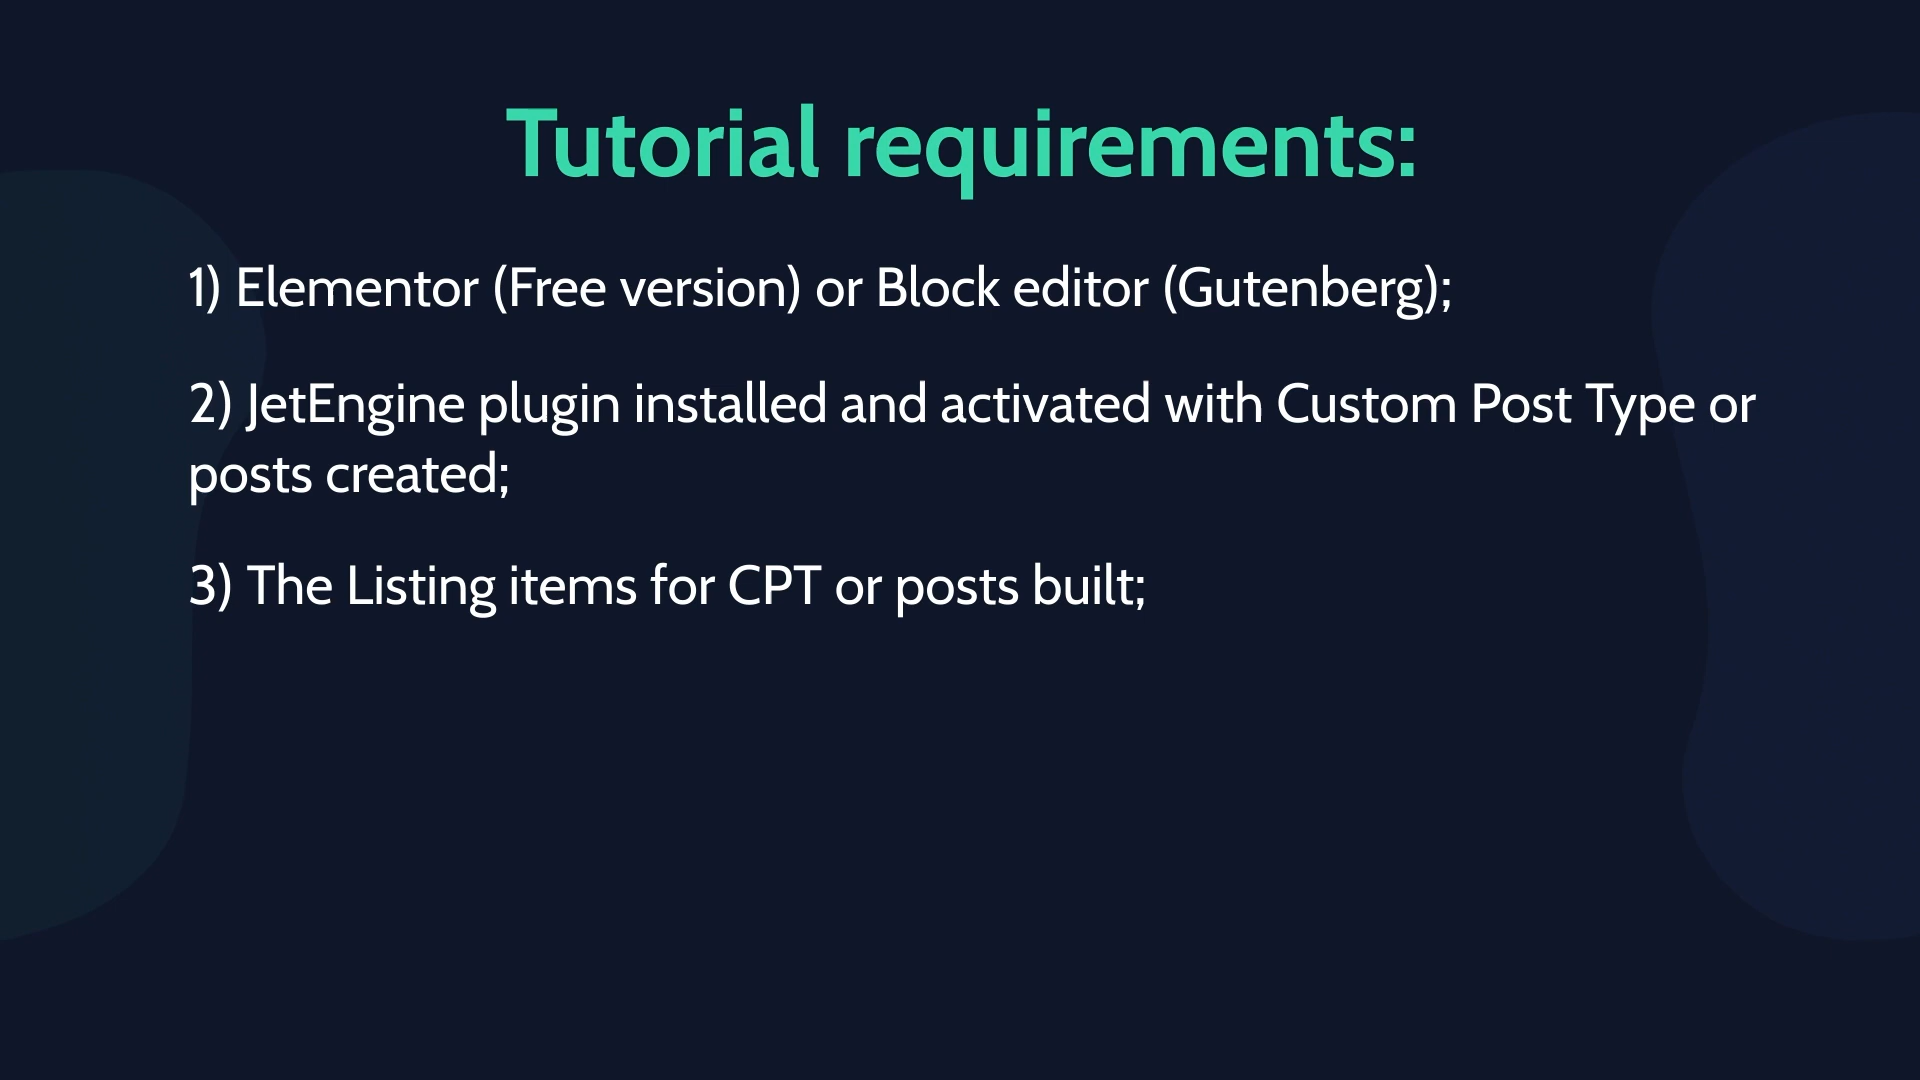 Tutorial requirements:
1) Elementor (Free version) or Block editor (Gutenberg);
2) JetEngine plugin installed and activated with Custom Post Type or
posts created;
3) The Listing items for CPT or posts built;